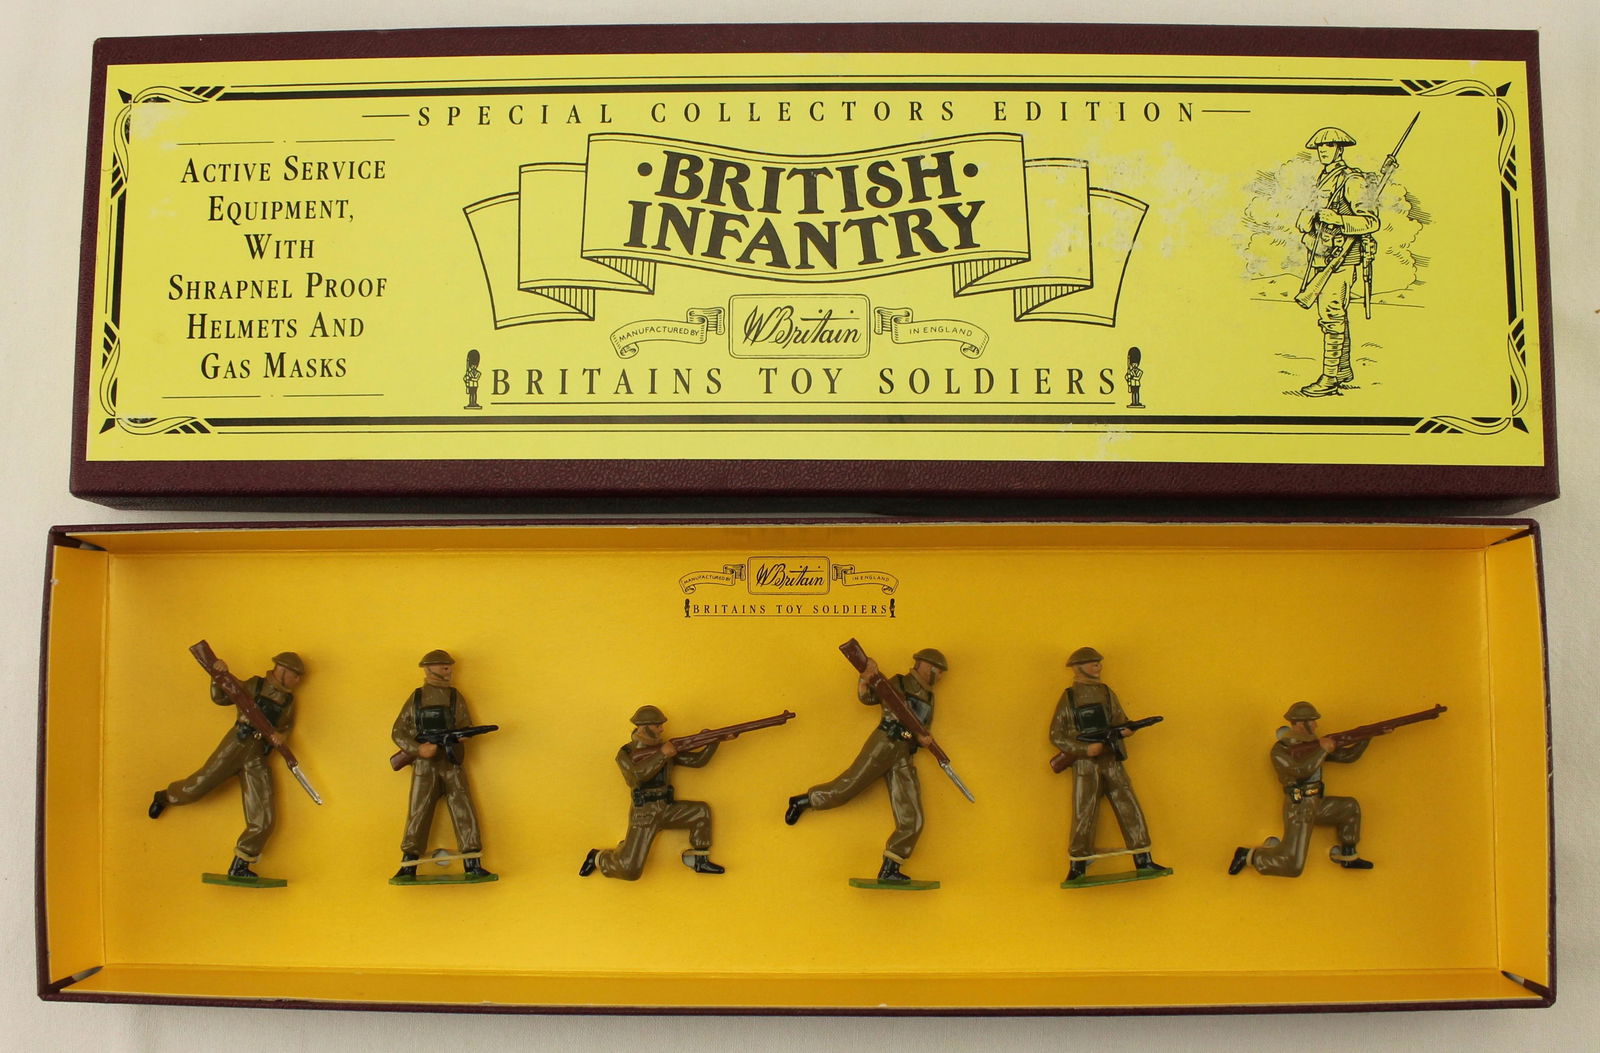 SPECIAL COLLECTORS EDITION
ACTIVE SERVICE
EQUIPMENT,
WITH
SHRAPNEL PROOF
HELMETS AND
GAS MASKS
·BRITISH·
INFANTRY
MANUFACTURED BY W Britain IN ENGLAND
BRITAINS TOY SOLDIERS
MANUFACTURED BY W Britain IN ENGLAND
BRITAINS TOY SOLDIERS